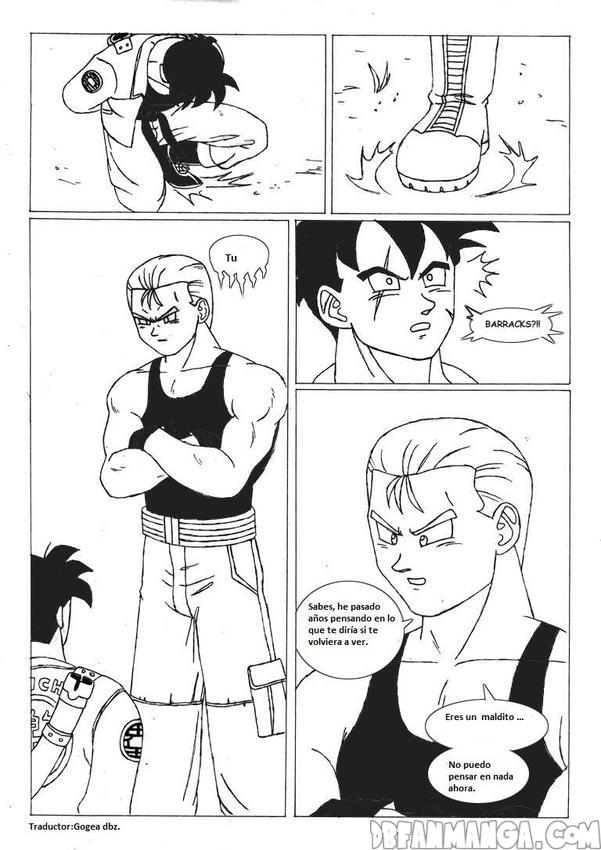 Tu
BARRACKS?!!
Sabes, he pasado
años pensando en lo
que te diría si te
volviera a ver.
Eres un maldito ...
No puedo
pensar en nada
ahora.
Traductor:Gogea dbz.
DBFANMANGA.COM